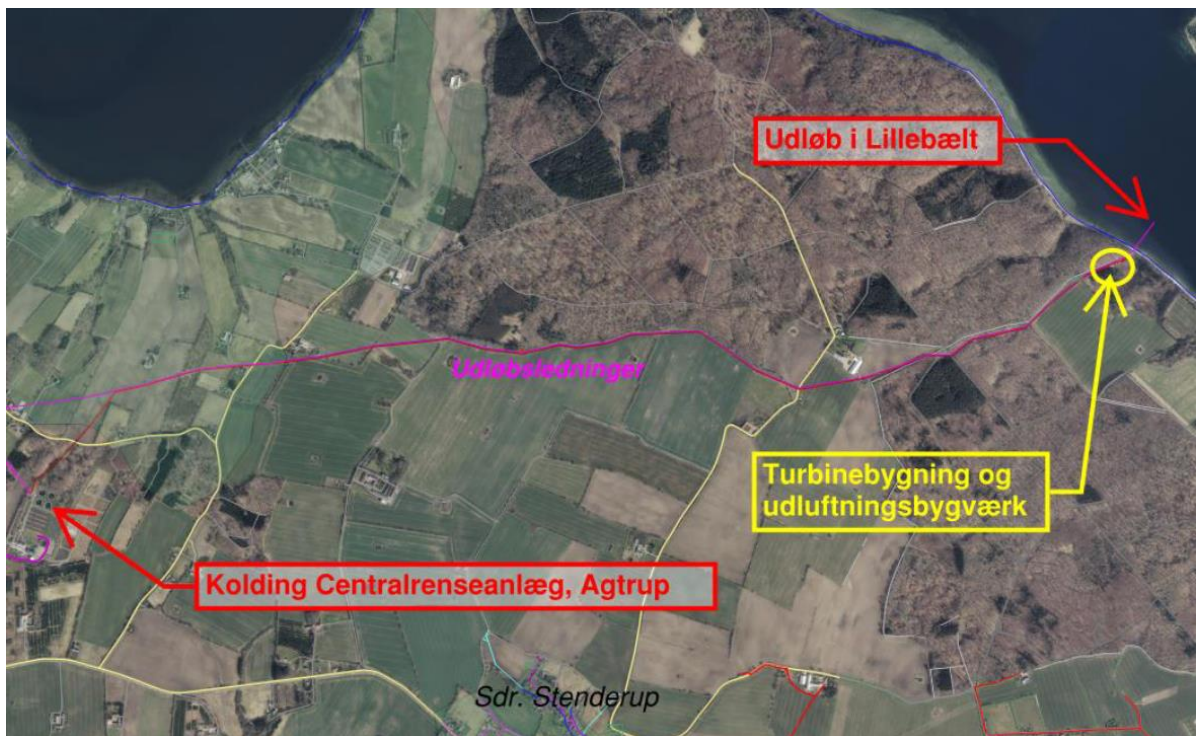 Udløb i Lillebælt
Udløbsledninger
Turbinebygning og
udluftningsbygværk
Kolding Centralrenseanlæg, Agtrup
Sdr. Stenderup